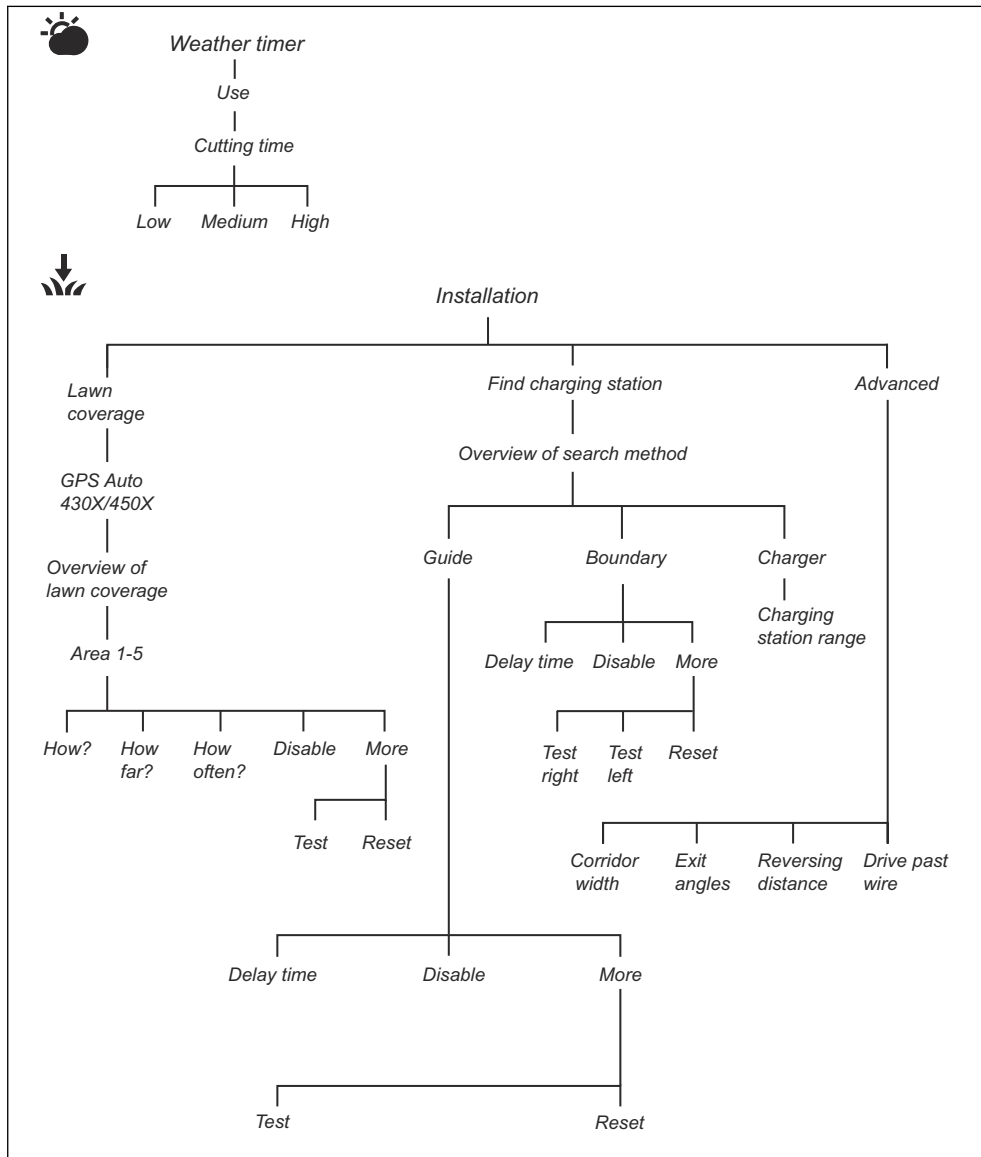 Weather timer
Use
Cutting time
Low Medium High
Installation
Lawn
coverage
Find charging station
Advanced
Overview of search method
GPS Auto
430X/450X
Guide
Boundary
Charger
Overview of
lawn coverage
Charging
station range
Area 1-5
Delay time Disable More
How?
How
far?
How
often?
Disable
More
Test
right
Test
left
Reset
Test Reset
Corridor
width
Exit
angles
Reversing
distance
Drive past
wire
Delay time Disable More
Test Reset